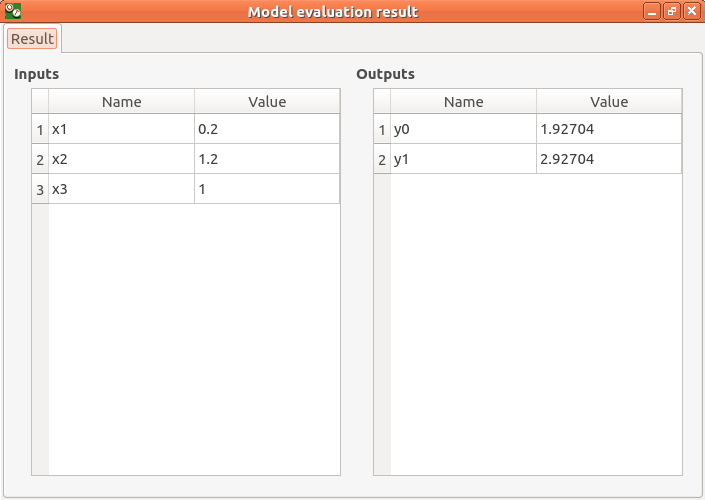 Model evaluation result
Result
Inputs
Name Value
1 x1 0.2
2 x2 1.2
3 x3 1
Outputs
Name Value
1 y0 1.92704
2 y1 2.92704